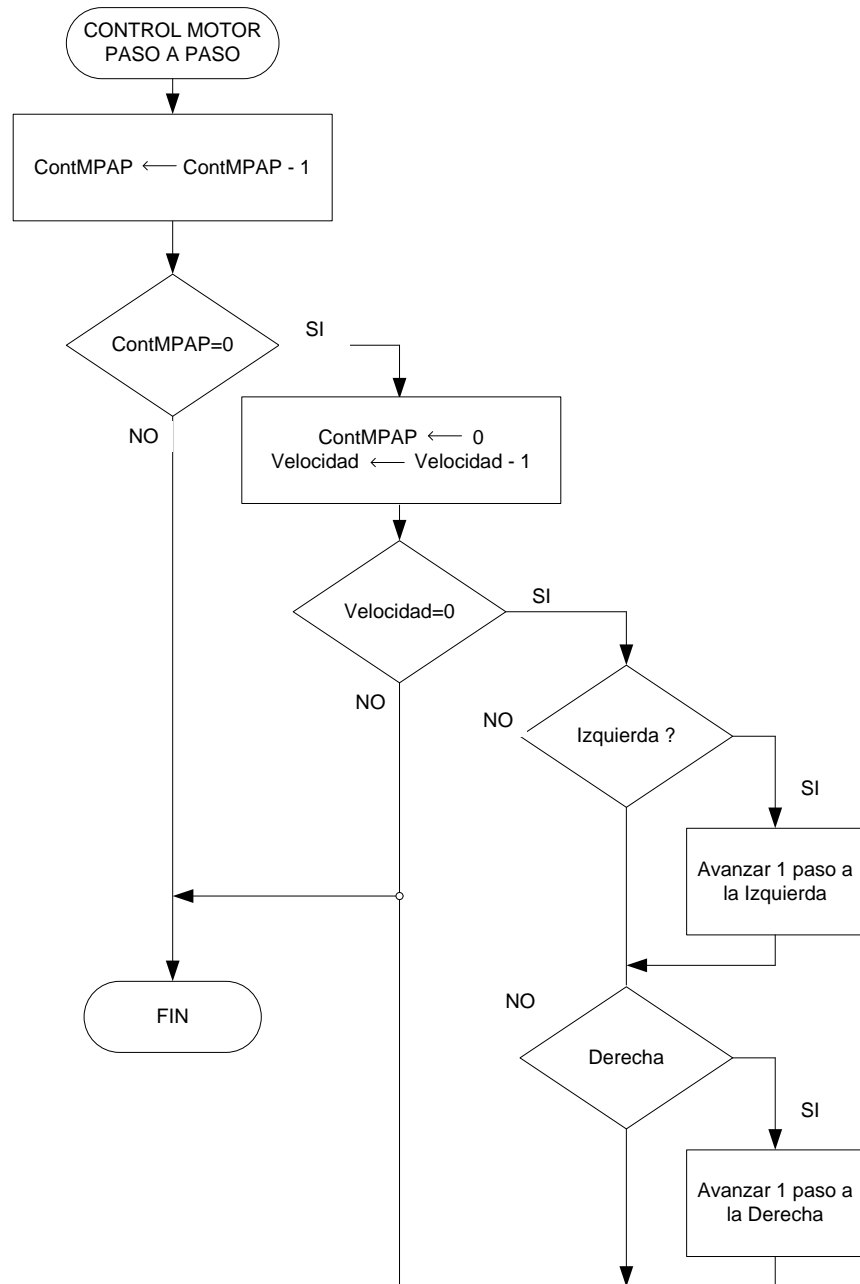 CONTROL MOTOR
PASO A PASO
ContMPAP ← ContMPAP - 1
ContMPAP=0
SI
NO
ContMPAP ← 0
Velocidad ← Velocidad - 1
Velocidad=0
SI
NO
Izquierda ?
NO
SI
Avanzar 1 paso a
la Izquierda
FIN
NO
Derecha
SI
Avanzar 1 paso a
la Derecha